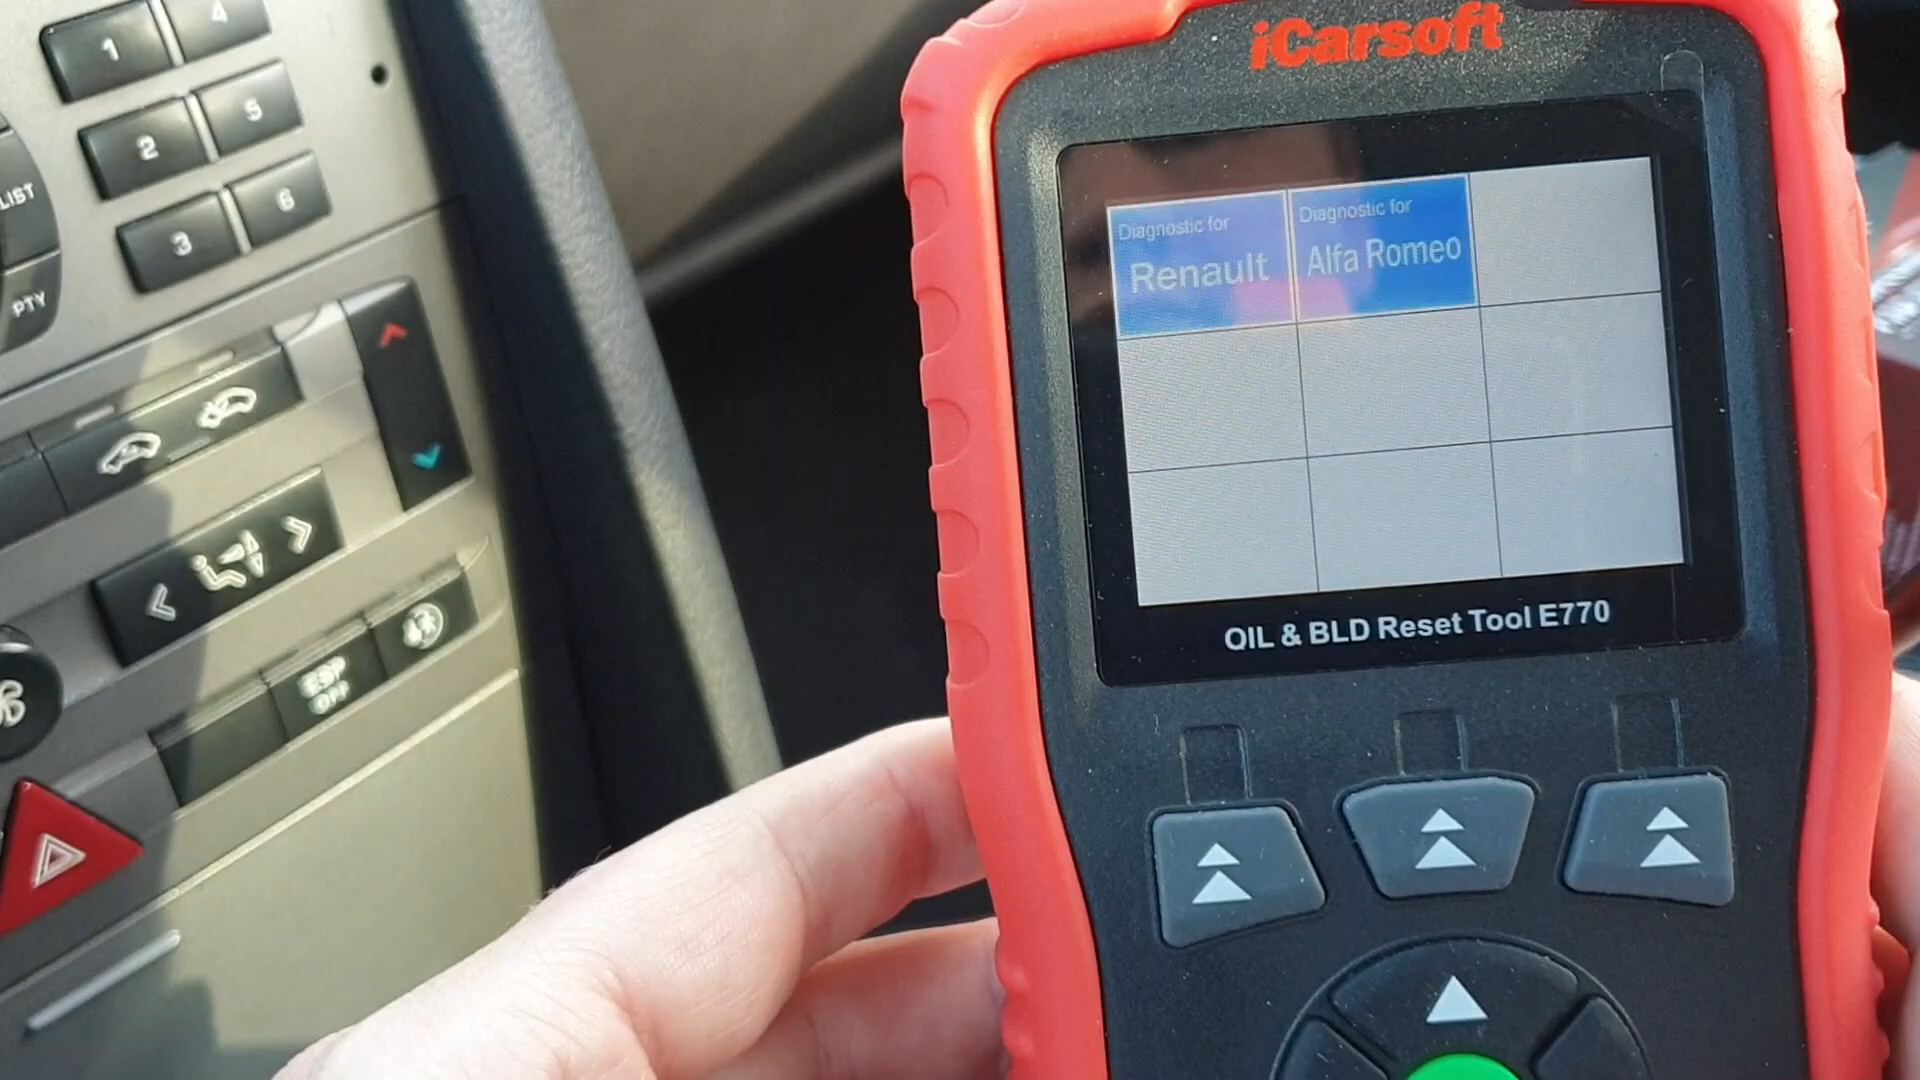 1
4
2
5
3
6
LIST
PTY
ESP
OFF
iCarsoft
Diagnostic for
Renault
Diagnostic for
Alfa Romeo
OIL & BLD Reset Tool E770